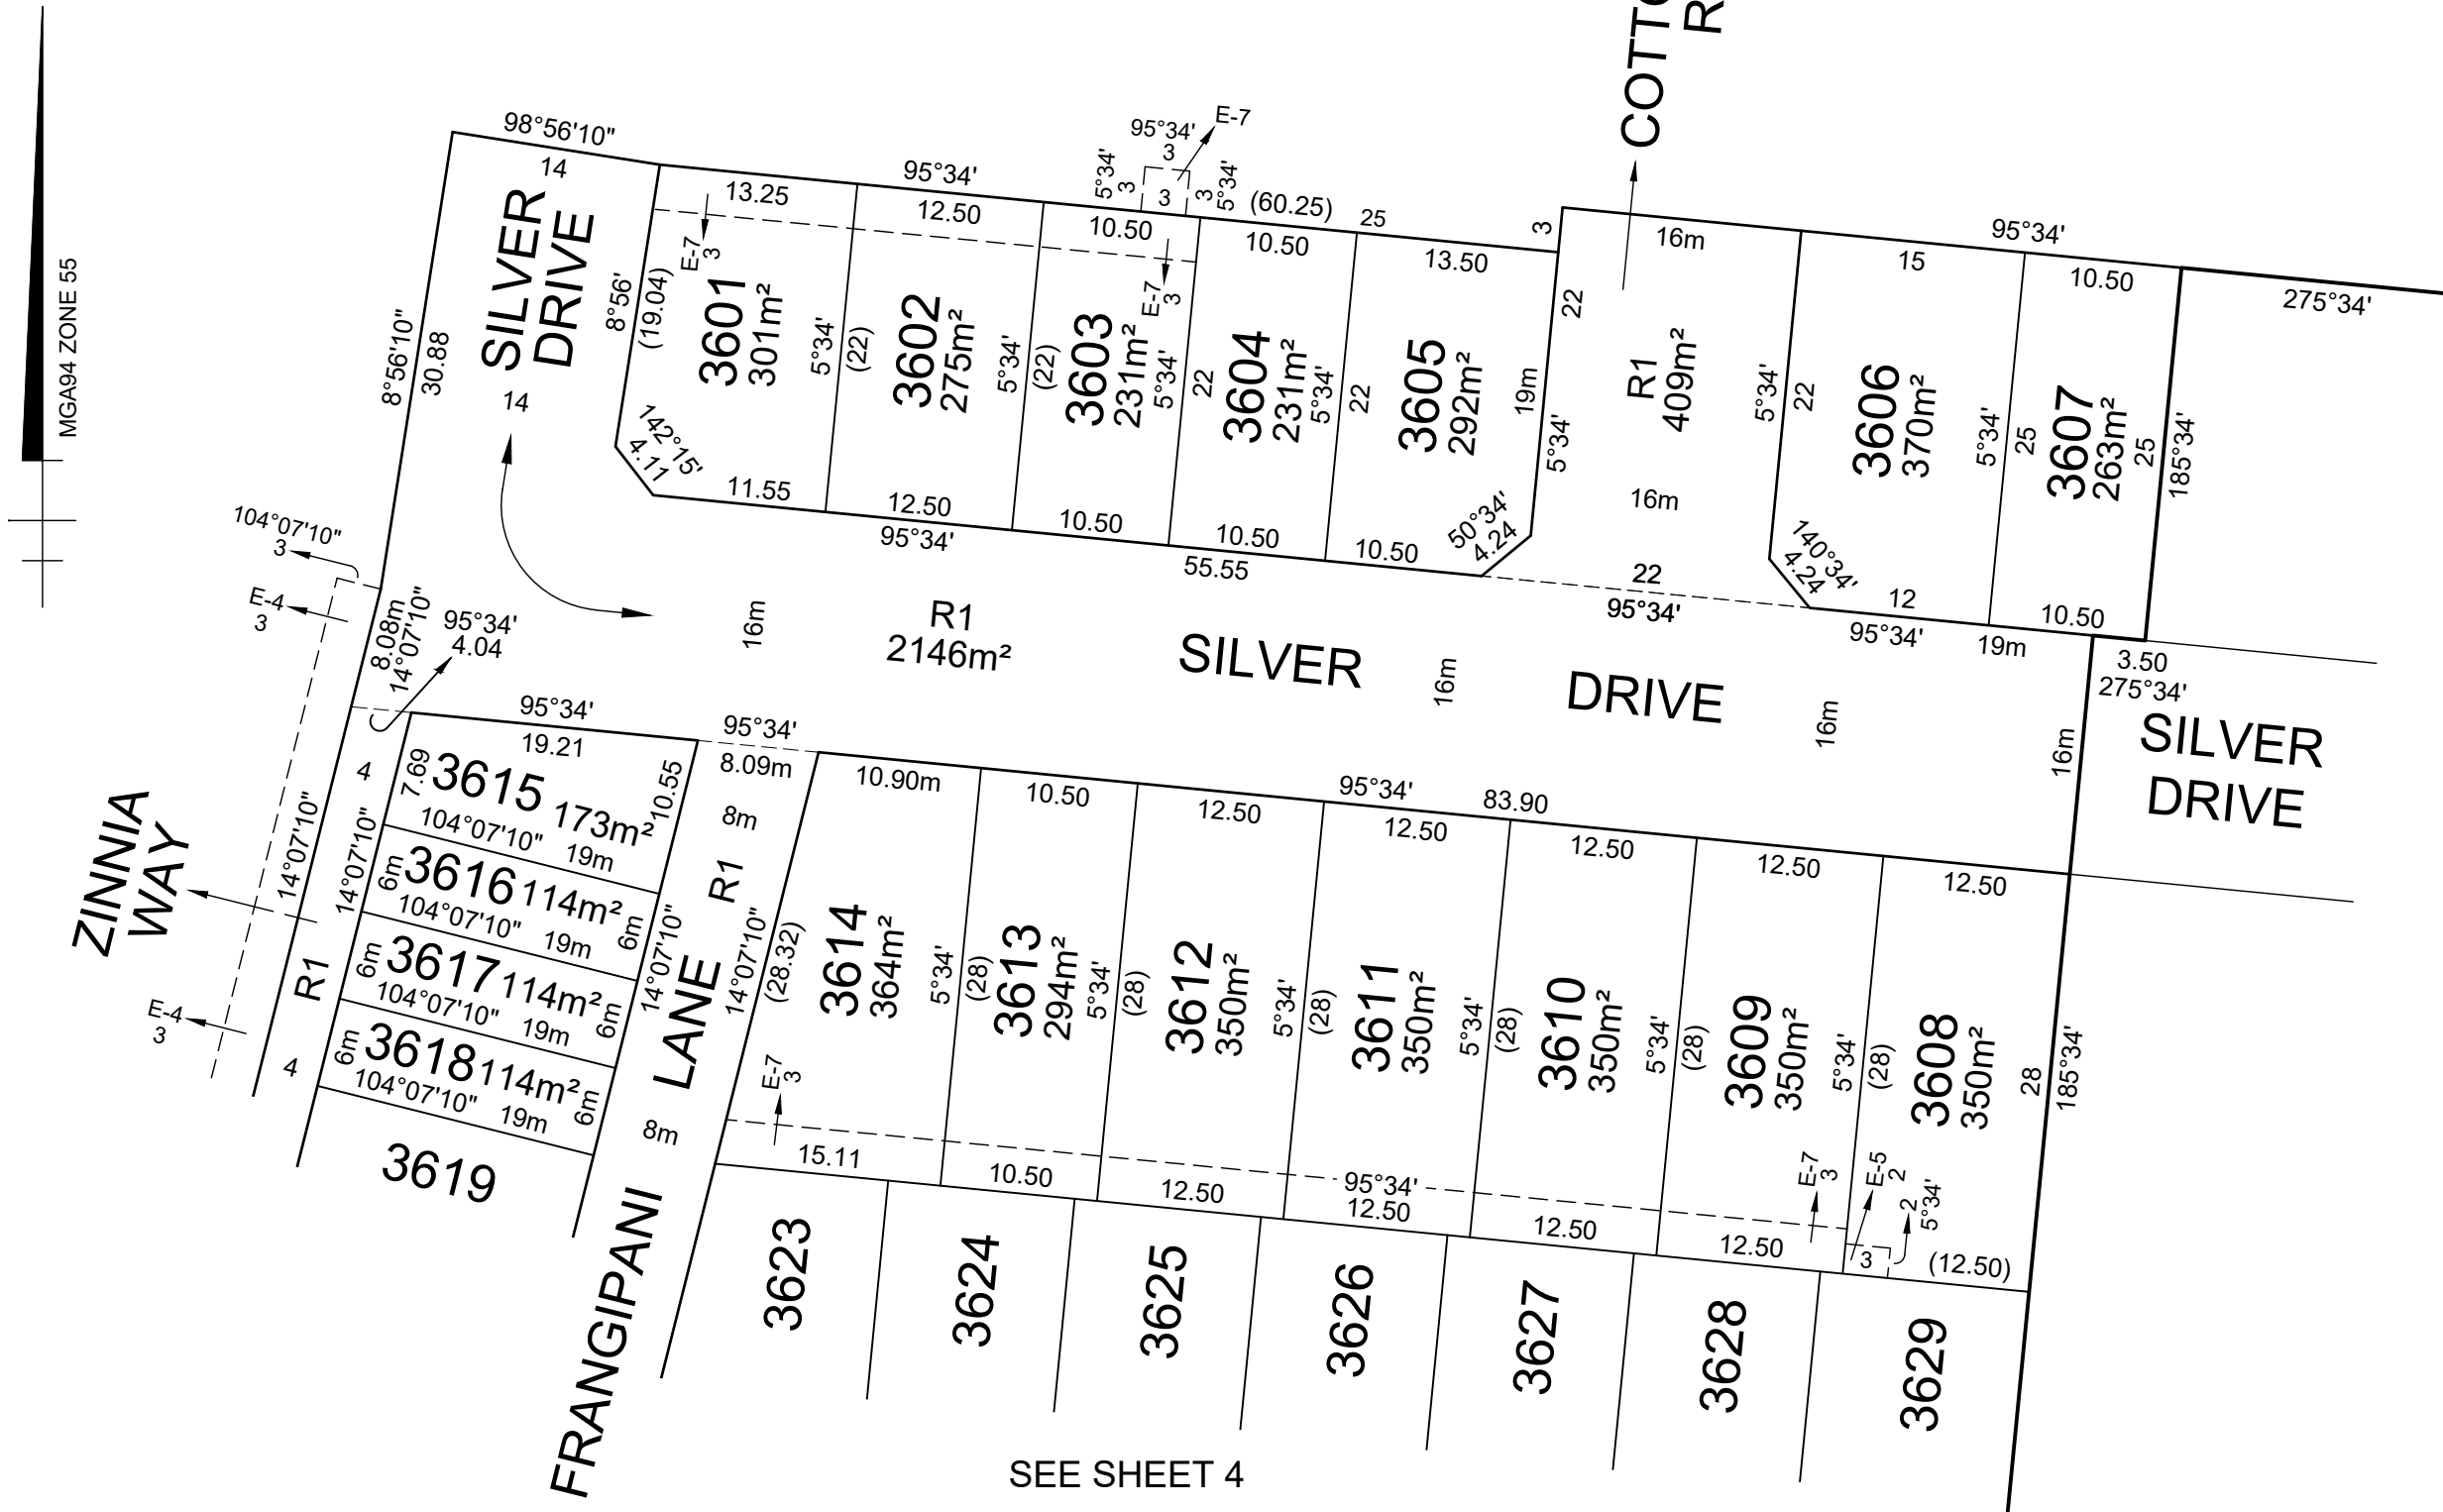 MGA94 ZONE 55
98°56'10"
14
SILVER
DRIVE
14
8°56'10"
30.88
8°56'
(19.04)
142°15'
4.11
95°34'
(60.25)
25
95°34'
3
E-7
5°34'
3
3
3
5°34'
3
13.25
E-7
3
3601
301m²
11.55
5°34'
(22)
12.50
3602
275m²
12.50
5°34'
(22)
10.50
E-7
3
3603
231m²
10.50
5°34'
22
10.50
3604
231m²
10.50
5°34'
22
13.50
3605
292m²
10.50
50°34'
4.24
19m
5°34'
22
95°34'
55.55
16m
R1
409m²
16m
22
95°34'
5°34'
22
140°34'
4.24
95°34'
15
3606
370m²
12
5°34'
25
10.50
3607
263m²
25
10.50
185°34'
275°34'
95°34'
19m
3.50
275°34'
SILVER
DRIVE
16m
104°07'10"
3
E-4
3
8.08m
14°07'10"
95°34'
4.04
16m
R1
2146m²
SILVER
16m
DRIVE
16m
95°34'
19.21
7.69
3615 173m²
10.55
104°07'10"
19m
6m
3616 114m²
6m
104°07'10"
19m
6m
3617 114m²
6m
104°07'10"
19m
6m
3618 114m²
6m
104°07'10"
19m
3619
ZINNIA
WAY
4
14°07'10"
14°07'10"
R1
4
E-4
3
95°34'
8.09m
8m
R1
14°07'10"
14°07'10"
(28.32)
FRANGIPANI LANE
8m
95°34'
83.90
10.90m
3614
364m²
E-7
3
15.11
5°34'
(28)
10.50
3613
294m²
10.50
5°34'
(28)
12.50
3612
350m²
12.50
5°34'
(28)
12.50
3611
350m²
95°34'
12.50
5°34'
(28)
12.50
3610
350m²
12.50
5°34'
(28)
12.50
3609
350m²
E-7
3
12.50
5°34'
(28)
12.50
3608
350m²
E-5
2
2
5°34'
3
(12.50)
28
185°34'
3623
3624
3625
3626
3627
3628
3629
SEE SHEET 4